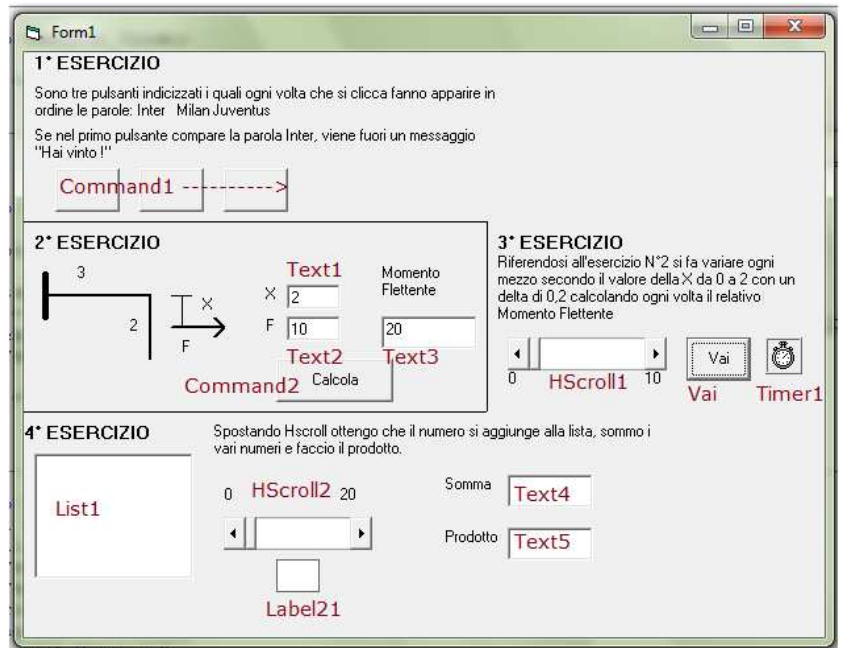 Form1
1° ESERCIZIO
Sono tre pulsanti indicizzati i quali ogni volta che si clicca fanno apparire in
ordine le parole: Inter Milan Juventus
Se nel primo pulsante compare la parola Inter, viene fuori un messaggio
"Hai vinto !"
Command1 ---------->
2° ESERCIZIO
3
2
X
F
Text1
X 2
F 10
Text2
Momento
Flettente
20
Text3
Command2 Calcola
3° ESERCIZIO
Riferendosi all'esercizio N°2 si fa variare ogni
mezzo secondo il valore della X da 0 a 2 con un
delta di 0,2 calcolando ogni volta il relativo
Momento Flettente
0 HScroll1 10
Vai
Vai Timer1
4° ESERCIZIO
Spostando Hscroll ottengo che il numero si aggiunge alla lista, sommo i
vari numeri e faccio il prodotto.
List1
0 HScroll2 20
Label21
Somma Text4
Prodotto Text5